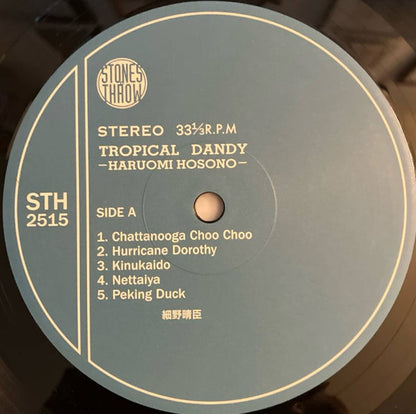 STONES
THROW
STEREO 33⅓R.P.M
TROPICAL DANDY
–HARUOMI HOSONO–
STH
2515
SIDE A
1. Chattanooga Choo Choo
2. Hurricane Dorothy
3. Kinukaido
4. Nettaiya
5. Peking Duck
細野晴臣